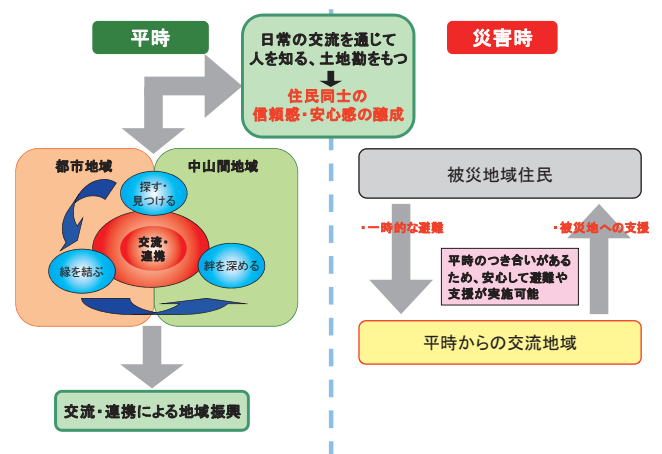 平時
日常の交流を通じて
人を知る、土地勘をもつ
住民同士の
信頼感・安心感の醸成
災害時
都市地域
中山間地域
探す・
見つける
交流・
連携
縁を結ぶ
絆を深める
交流・連携による地域振興
被災地域住民
・一時的な避難
・被災地への支援
平時のつき合いがある
ため、安心して避難や
支援が実施可能
平時からの交流地域